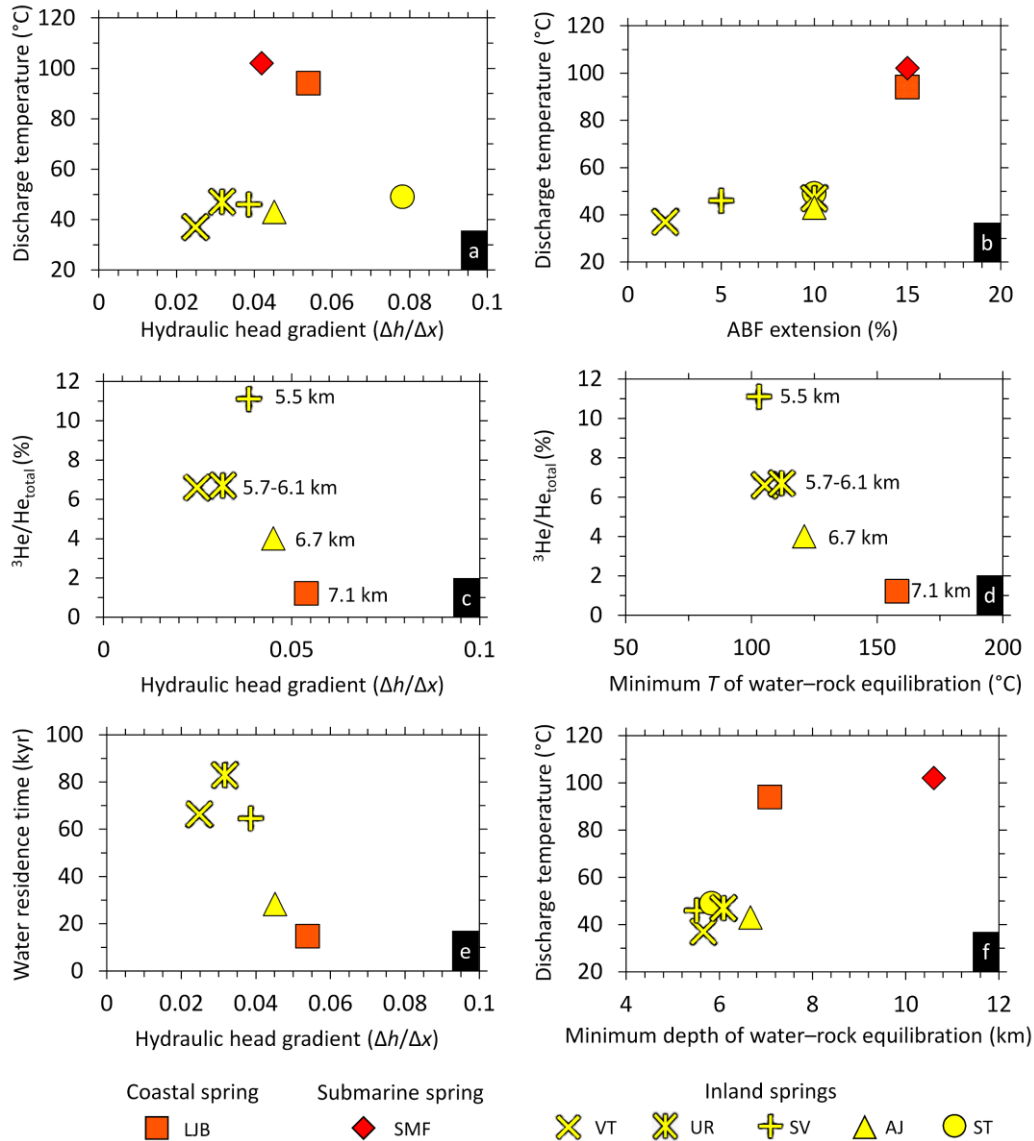 120
100
80
60
40
20
0
0.02
0.04
0.06
0.08
0.1
Discharge temperature (°C)
Hydraulic head gradient (Δh/Δx)
a
120
100
80
60
40
20
0
5
10
15
20
Discharge temperature (°C)
ABF extension (%)
b
12
10
8
6
4
2
0
0
0.05
0.1
³He/He_total (%)
5.5 km
5.7-6.1 km
6.7 km
7.1 km
Hydraulic head gradient (Δh/Δx)
c
12
10
8
6
4
2
0
50
100
150
200
³He/He_total (%)
5.5 km
5.7-6.1 km
6.7 km
7.1 km
Minimum T of water–rock equilibration (°C)
d
100
80
60
40
20
0
0
0.02
0.04
0.06
0.08
0.1
Water residence time (kyr)
Hydraulic head gradient (Δh/Δx)
e
120
100
80
60
40
20
4
6
8
10
12
Discharge temperature (°C)
Minimum depth of water–rock equilibration (km)
f
Coastal spring
LJB
Submarine spring
SMF
Inland springs
VT
UR
SV
AJ
ST